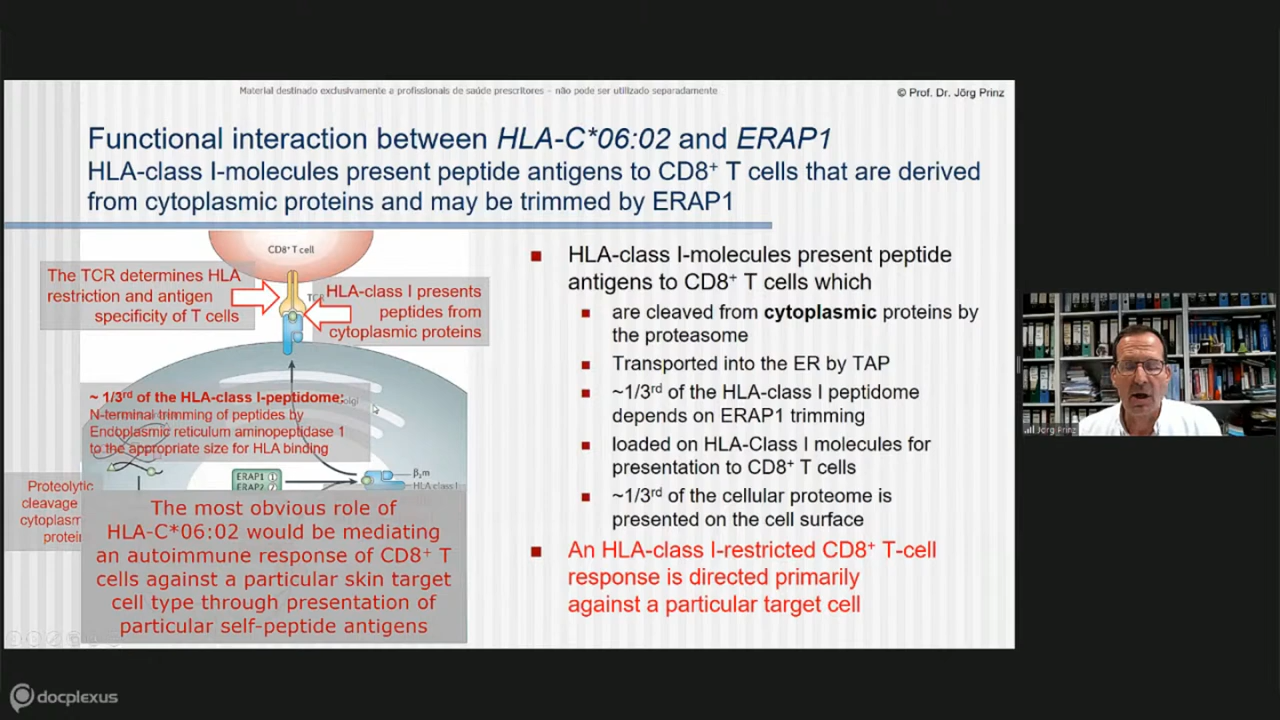 Material destinado exclusivamente a profissionais de saúde prescritores – não pode ser utilizado separadamente
© Prof. Dr. Jörg Prinz
Functional interaction between HLA-C*06:02 and ERAP1
HLA-class I-molecules present peptide antigens to CD8+ T cells that are derived
from cytoplasmic proteins and may be trimmed by ERAP1
CD8+ T cell
The TCR determines HLA
restriction and antigen
specificity of T cells
HLA-class I presents
peptides from
cytoplasmic proteins
~ 1/3rd of the HLA-class I-peptidome:
N-terminal trimming of peptides by
Endoplasmic reticulum aminopeptidase 1
to the appropriate size for HLA binding
ERAP1 1
ERAP2 2
β2m
HLA class I
Proteolytic
cleavage
The most obvious role of
HLA-C*06:02 would be mediating
an autoimmune response of CD8+ T
cells against a particular skin target
cell type through presentation of
particular self-peptide antigens
■ HLA-class I-molecules present peptide
antigens to CD8+ T cells which
■ are cleaved from cytoplasmic proteins by
the proteasome
■ Transported into the ER by TAP
■ ~1/3rd of the HLA-class I peptidome
depends on ERAP1 trimming
■ loaded on HLA-Class I molecules for
presentation to CD8+ T cells
■ ~1/3rd of the cellular proteome is
presented on the cell surface
■ An HLA-class I-restricted CD8+ T-cell
response is directed primarily
against a particular target cell
Jörg Prinz
docplexus